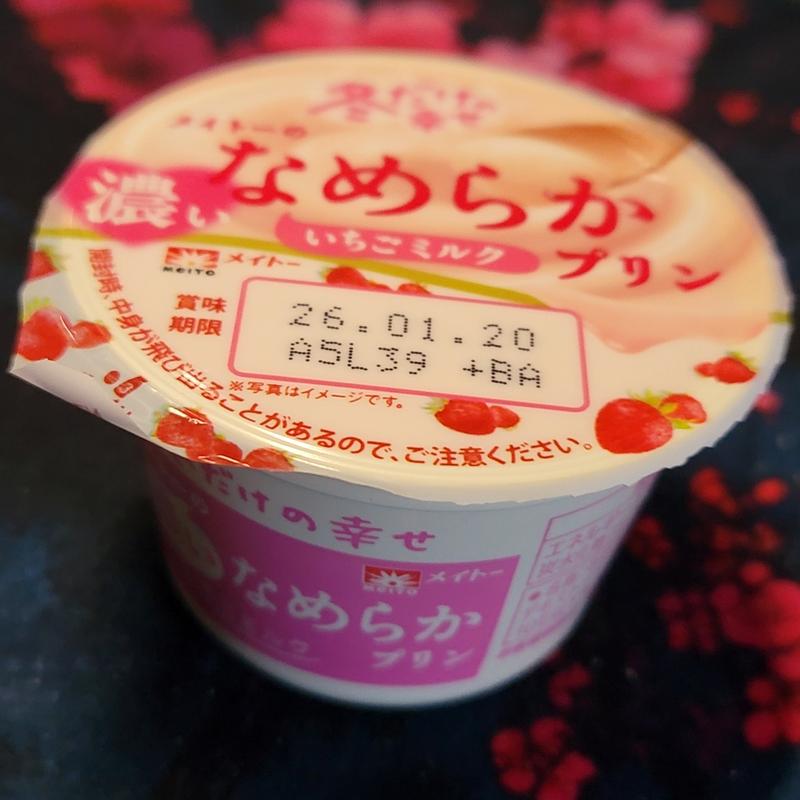 冬だけの幸せ
メイトーの
なめらか
濃い
いちごミルク
プリン
MEITO メイトー
賞味
期限
26.01.20
A5L39 +BA
※写真はイメージです。
開封時、中身が飛び出ることがあるので、ご注意ください。
だけの幸せ
MEITO メイトー
なめらか
ミルク
プリン